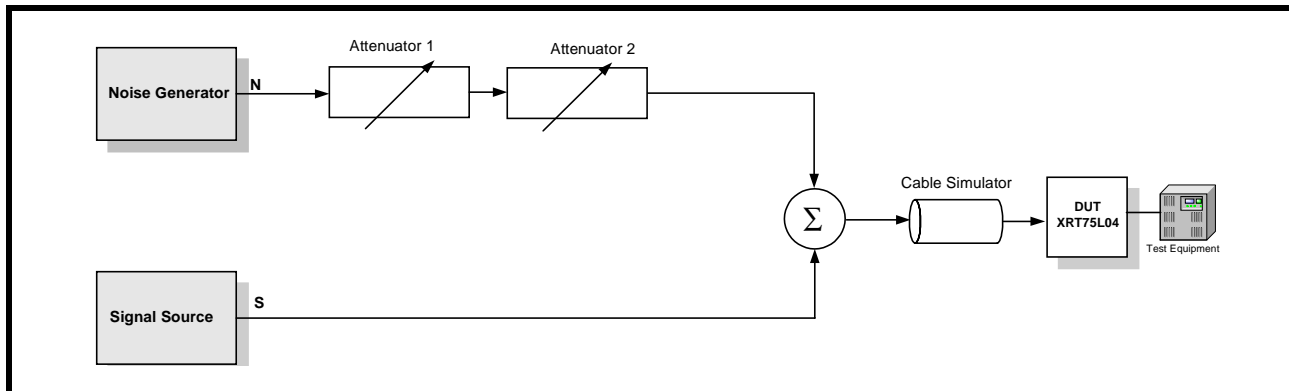 Attenuator 1
Attenuator 2
Noise Generator
N
Cable Simulator
DUT
XRT75L04
Σ
Test Equipment
S
Signal Source